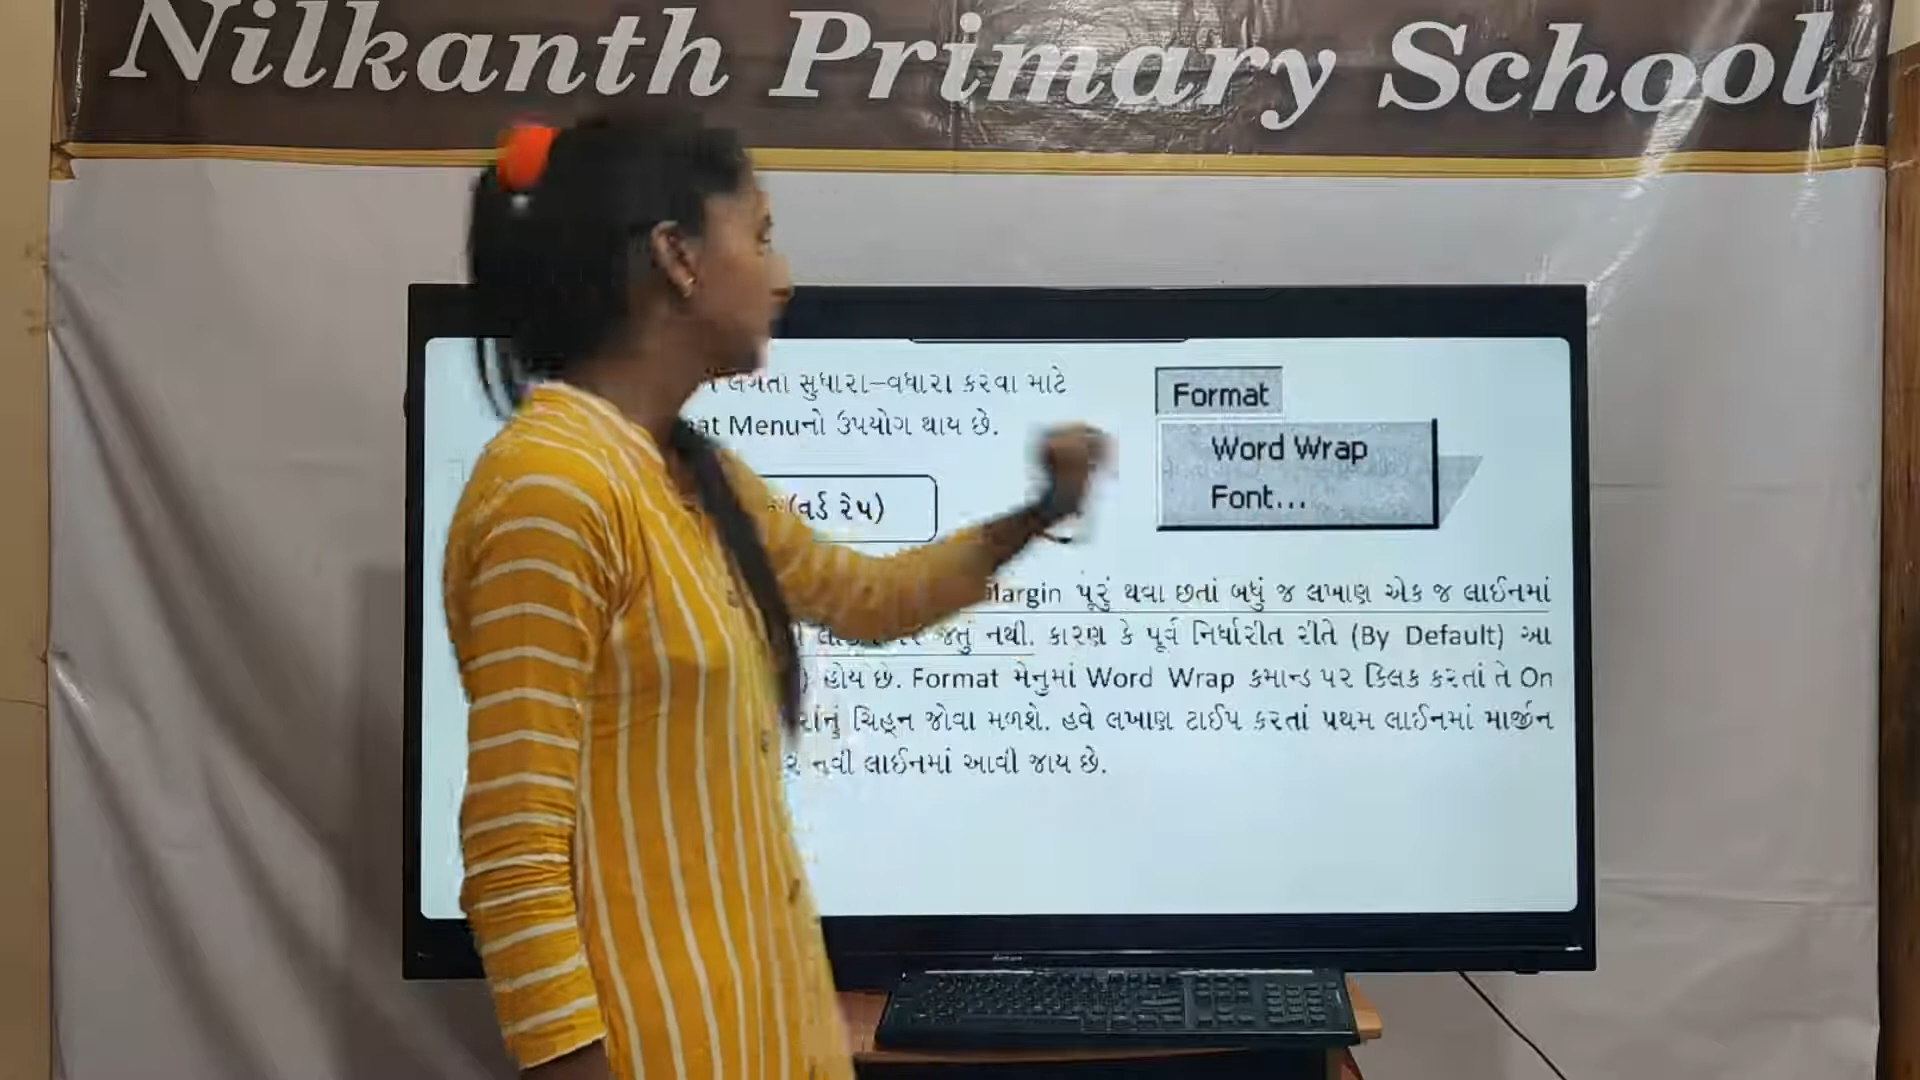 Nilkanth Primary School
લગતા સુધારા–વધારા કરવા માટે
Menuનો ઉપયોગ થાય છે.
Format
Word Wrap
Font...
(વર્ડ રેપ)
Margin પૂરું થવા છતાં બધું જ લખાણ એક જ લાઈનમાં
જતું નથી. કારણ કે પૂર્વ નિર્ધારીત રીતે (By Default) આ
હોય છે. Format મેનુમાં Word Wrap કમાન્ડ પર ક્લિક કરતાં તે On
ચિહ્ન જોવા મળશે. હવે લખાણ ટાઈપ કરતાં પ્રથમ લાઈનમાં માર્જીન
નવી લાઈનમાં આવી જાય છે.